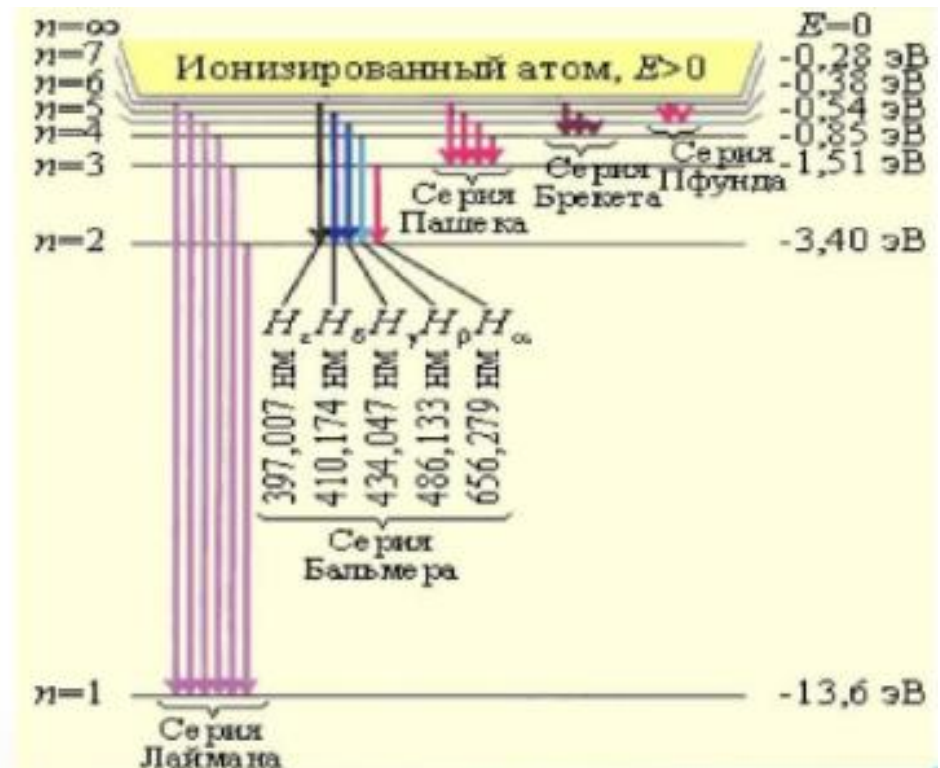 n=∞
n=7
n=6
n=5
n=4
n=3
n=2
n=1
Ионизированный атом, E>0
E=0
-0,28 эВ
-0,38 эВ
-0,54 эВ
-0,85 эВ
-1,51 эВ
-3,40 эВ
-13,6 эВ
Серия
Пашека
Серия
Брекета
Серия
Пфунда
Hε Hδ Hγ Hβ Hα
397,007 нм
410,174 нм
434,047 нм
486,133 нм
656,279 нм
Серия
Бальмера
Серия
Лаймана